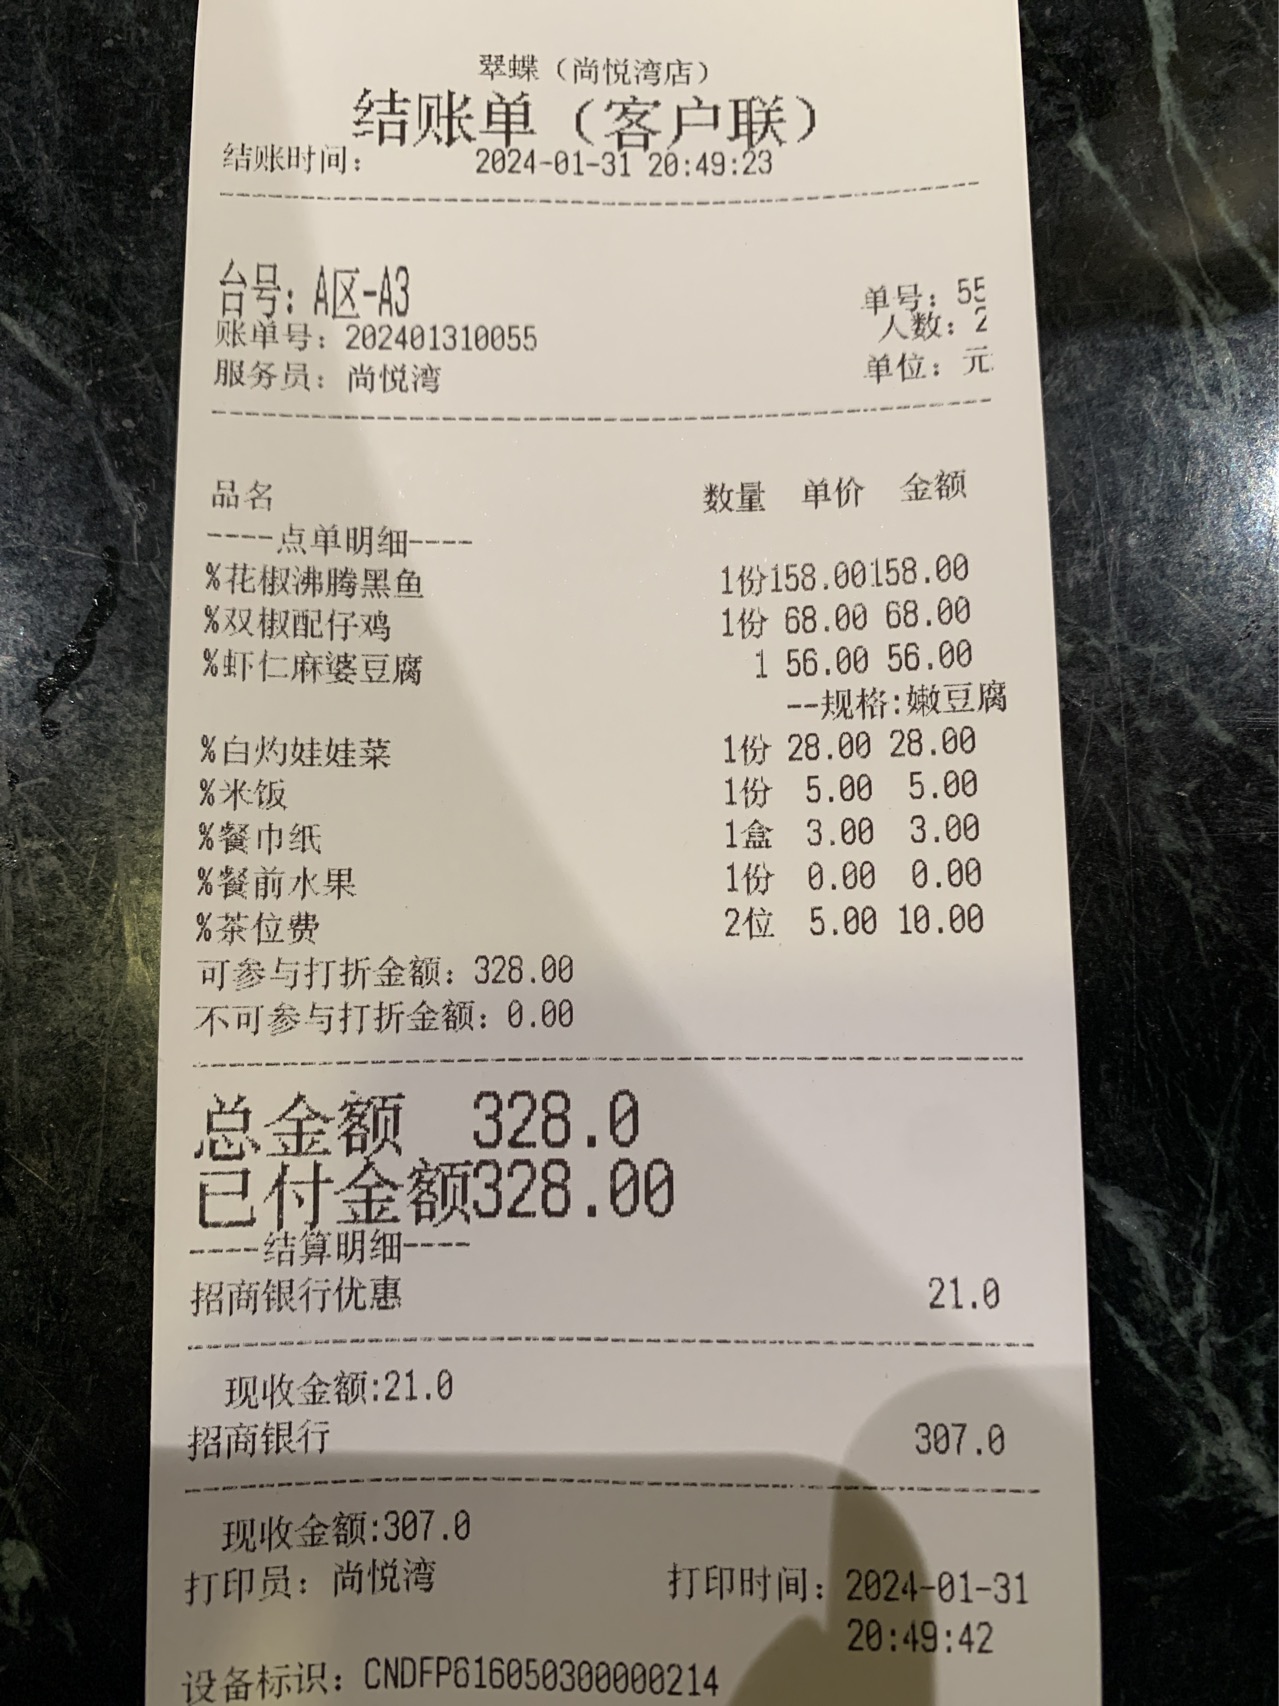 翠蝶（尚悦湾店）
结账单（客户联）
结账时间： 2024-01-31 20:49:23
台号：A区-A3
单号：55
账单号：202401310055
人数：2
服务员：尚悦湾
单位：元
品名 数量 单价 金额
----点单明细----
%花椒沸腾黑鱼 1份158.00158.00
%双椒配仔鸡 1份 68.00 68.00
%虾仁麻婆豆腐 1 56.00 56.00
--规格:嫩豆腐
%白灼娃娃菜 1份 28.00 28.00
%米饭 1份 5.00 5.00
%餐巾纸 1盒 3.00 3.00
%餐前水果 1份 0.00 0.00
%茶位费 2位 5.00 10.00
可参与打折金额：328.00
不可参与打折金额：0.00
总金额 328.0
已付金额328.00
----结算明细----
招商银行优惠 21.0
现收金额:21.0
招商银行 307.0
现收金额:307.0
打印员：尚悦湾 打印时间：2024-01-31
20:49:42
设备标识：CNDFP616050300000214